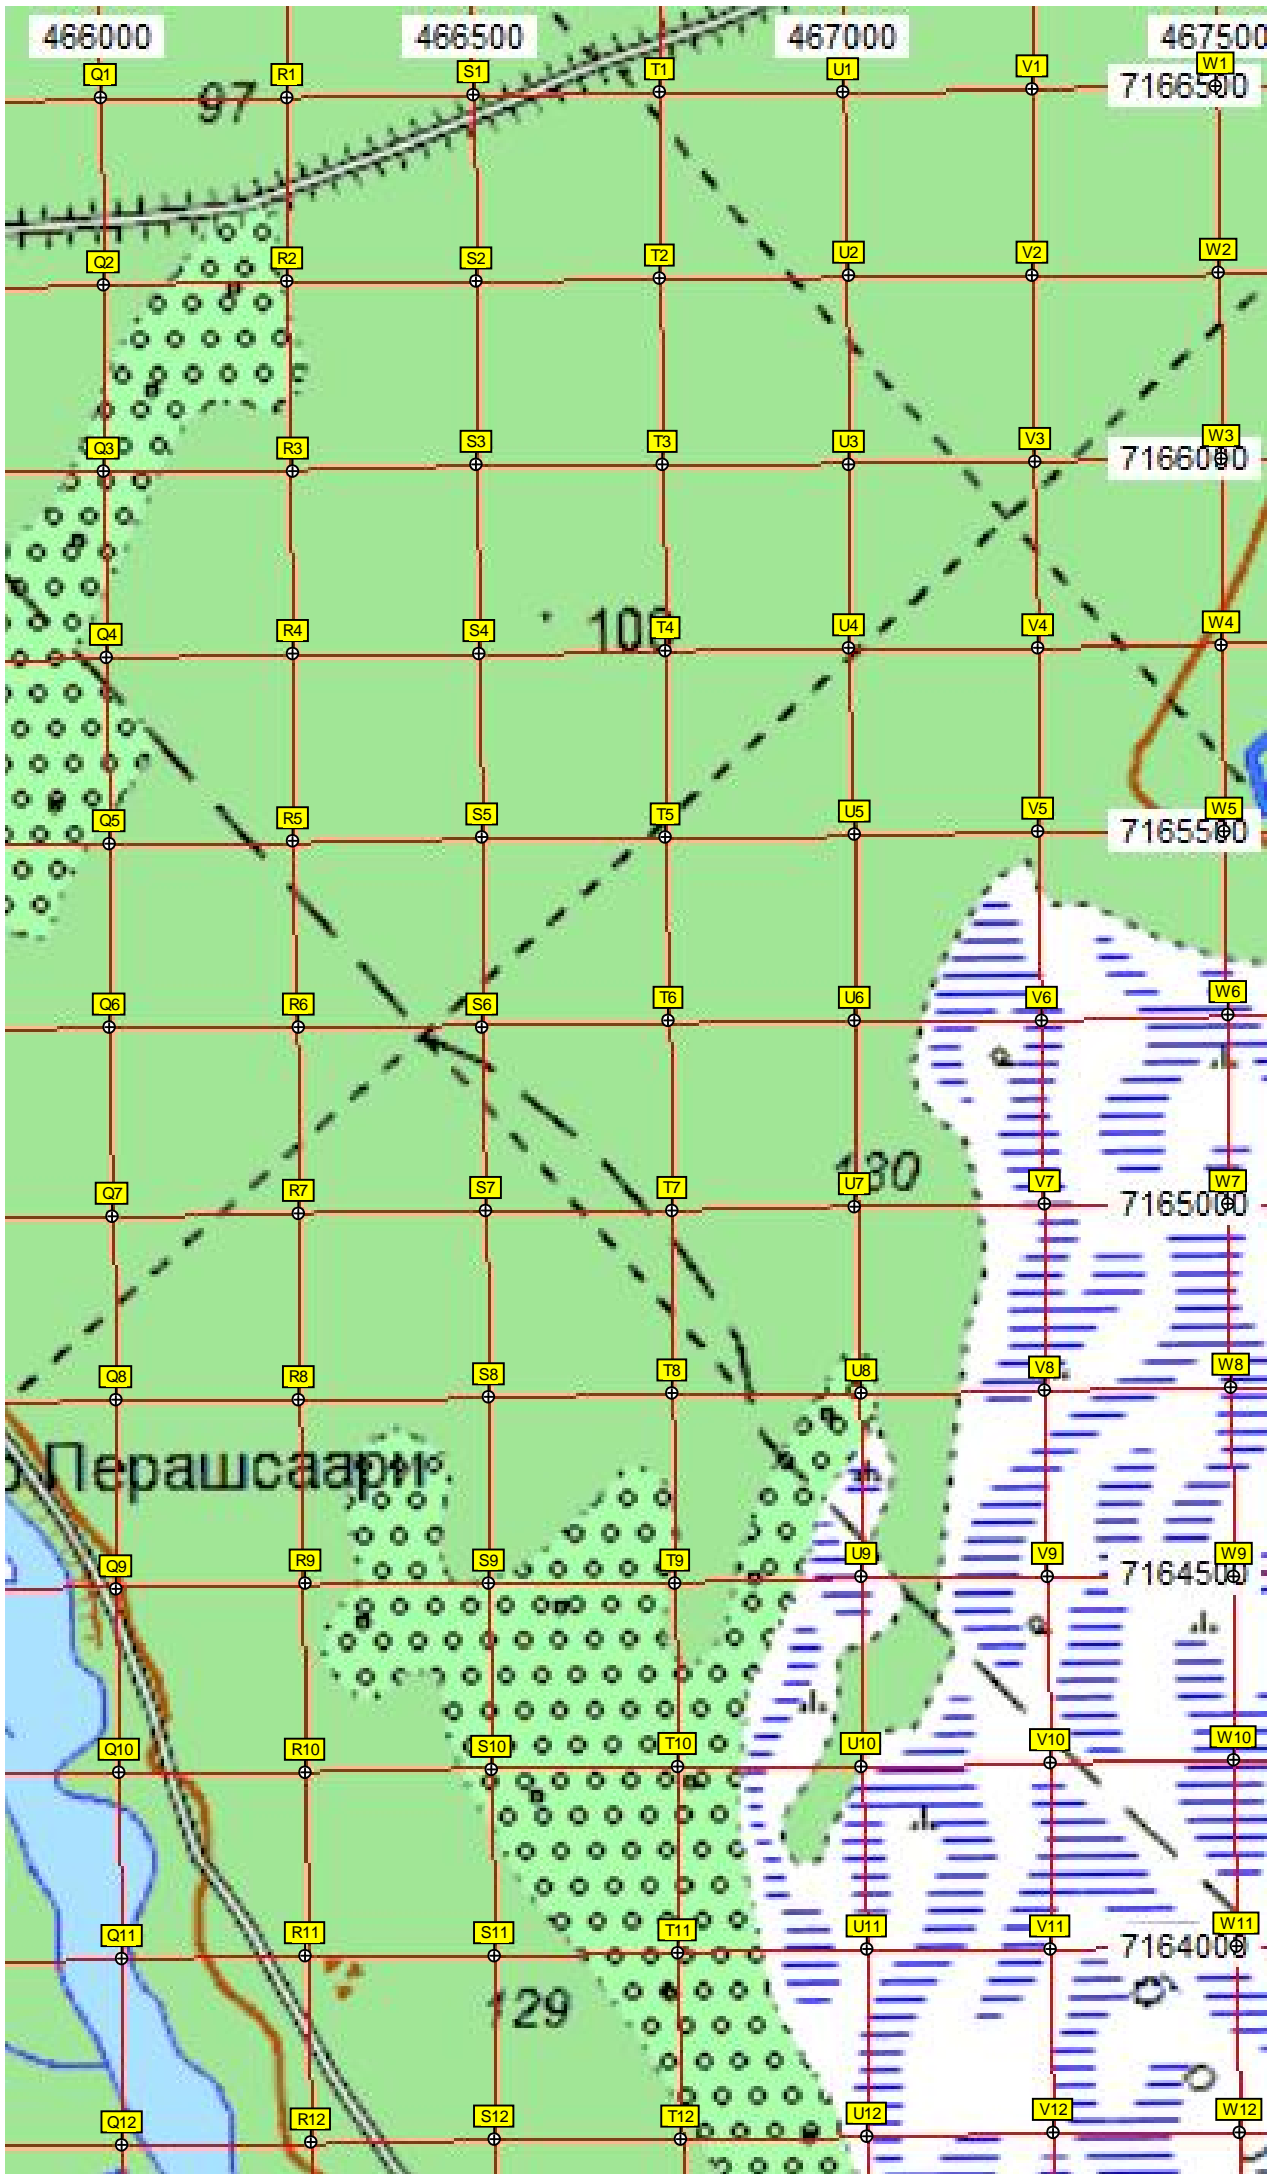 466000 466500 467000 467500
Q1 R1 S1 T1 U1 V1 W1
97 7166500
Q2 R2 S2 T2 U2 V2 W2
Q3 R3 S3 T3 U3 V3 W3
7166000
Q4 R4 S4 T4 U4 V4 W4
Q5 R5 S5 T5 U5 V5 W5
7165500
Q6 R6 S6 T6 U6 V6 W6
130
Q7 R7 S7 T7 U7 V7 W7
7165000
Q8 R8 S8 T8 U8 V8 W8
Перашсаари
Q9 R9 S9 T9 U9 V9 W9
7164500
Q10 R10 S10 T10 U10 V10 W10
Q11 R11 S11 T11 U11 V11 W11
7164000
129
Q12 R12 S12 T12 U12 V12 W12